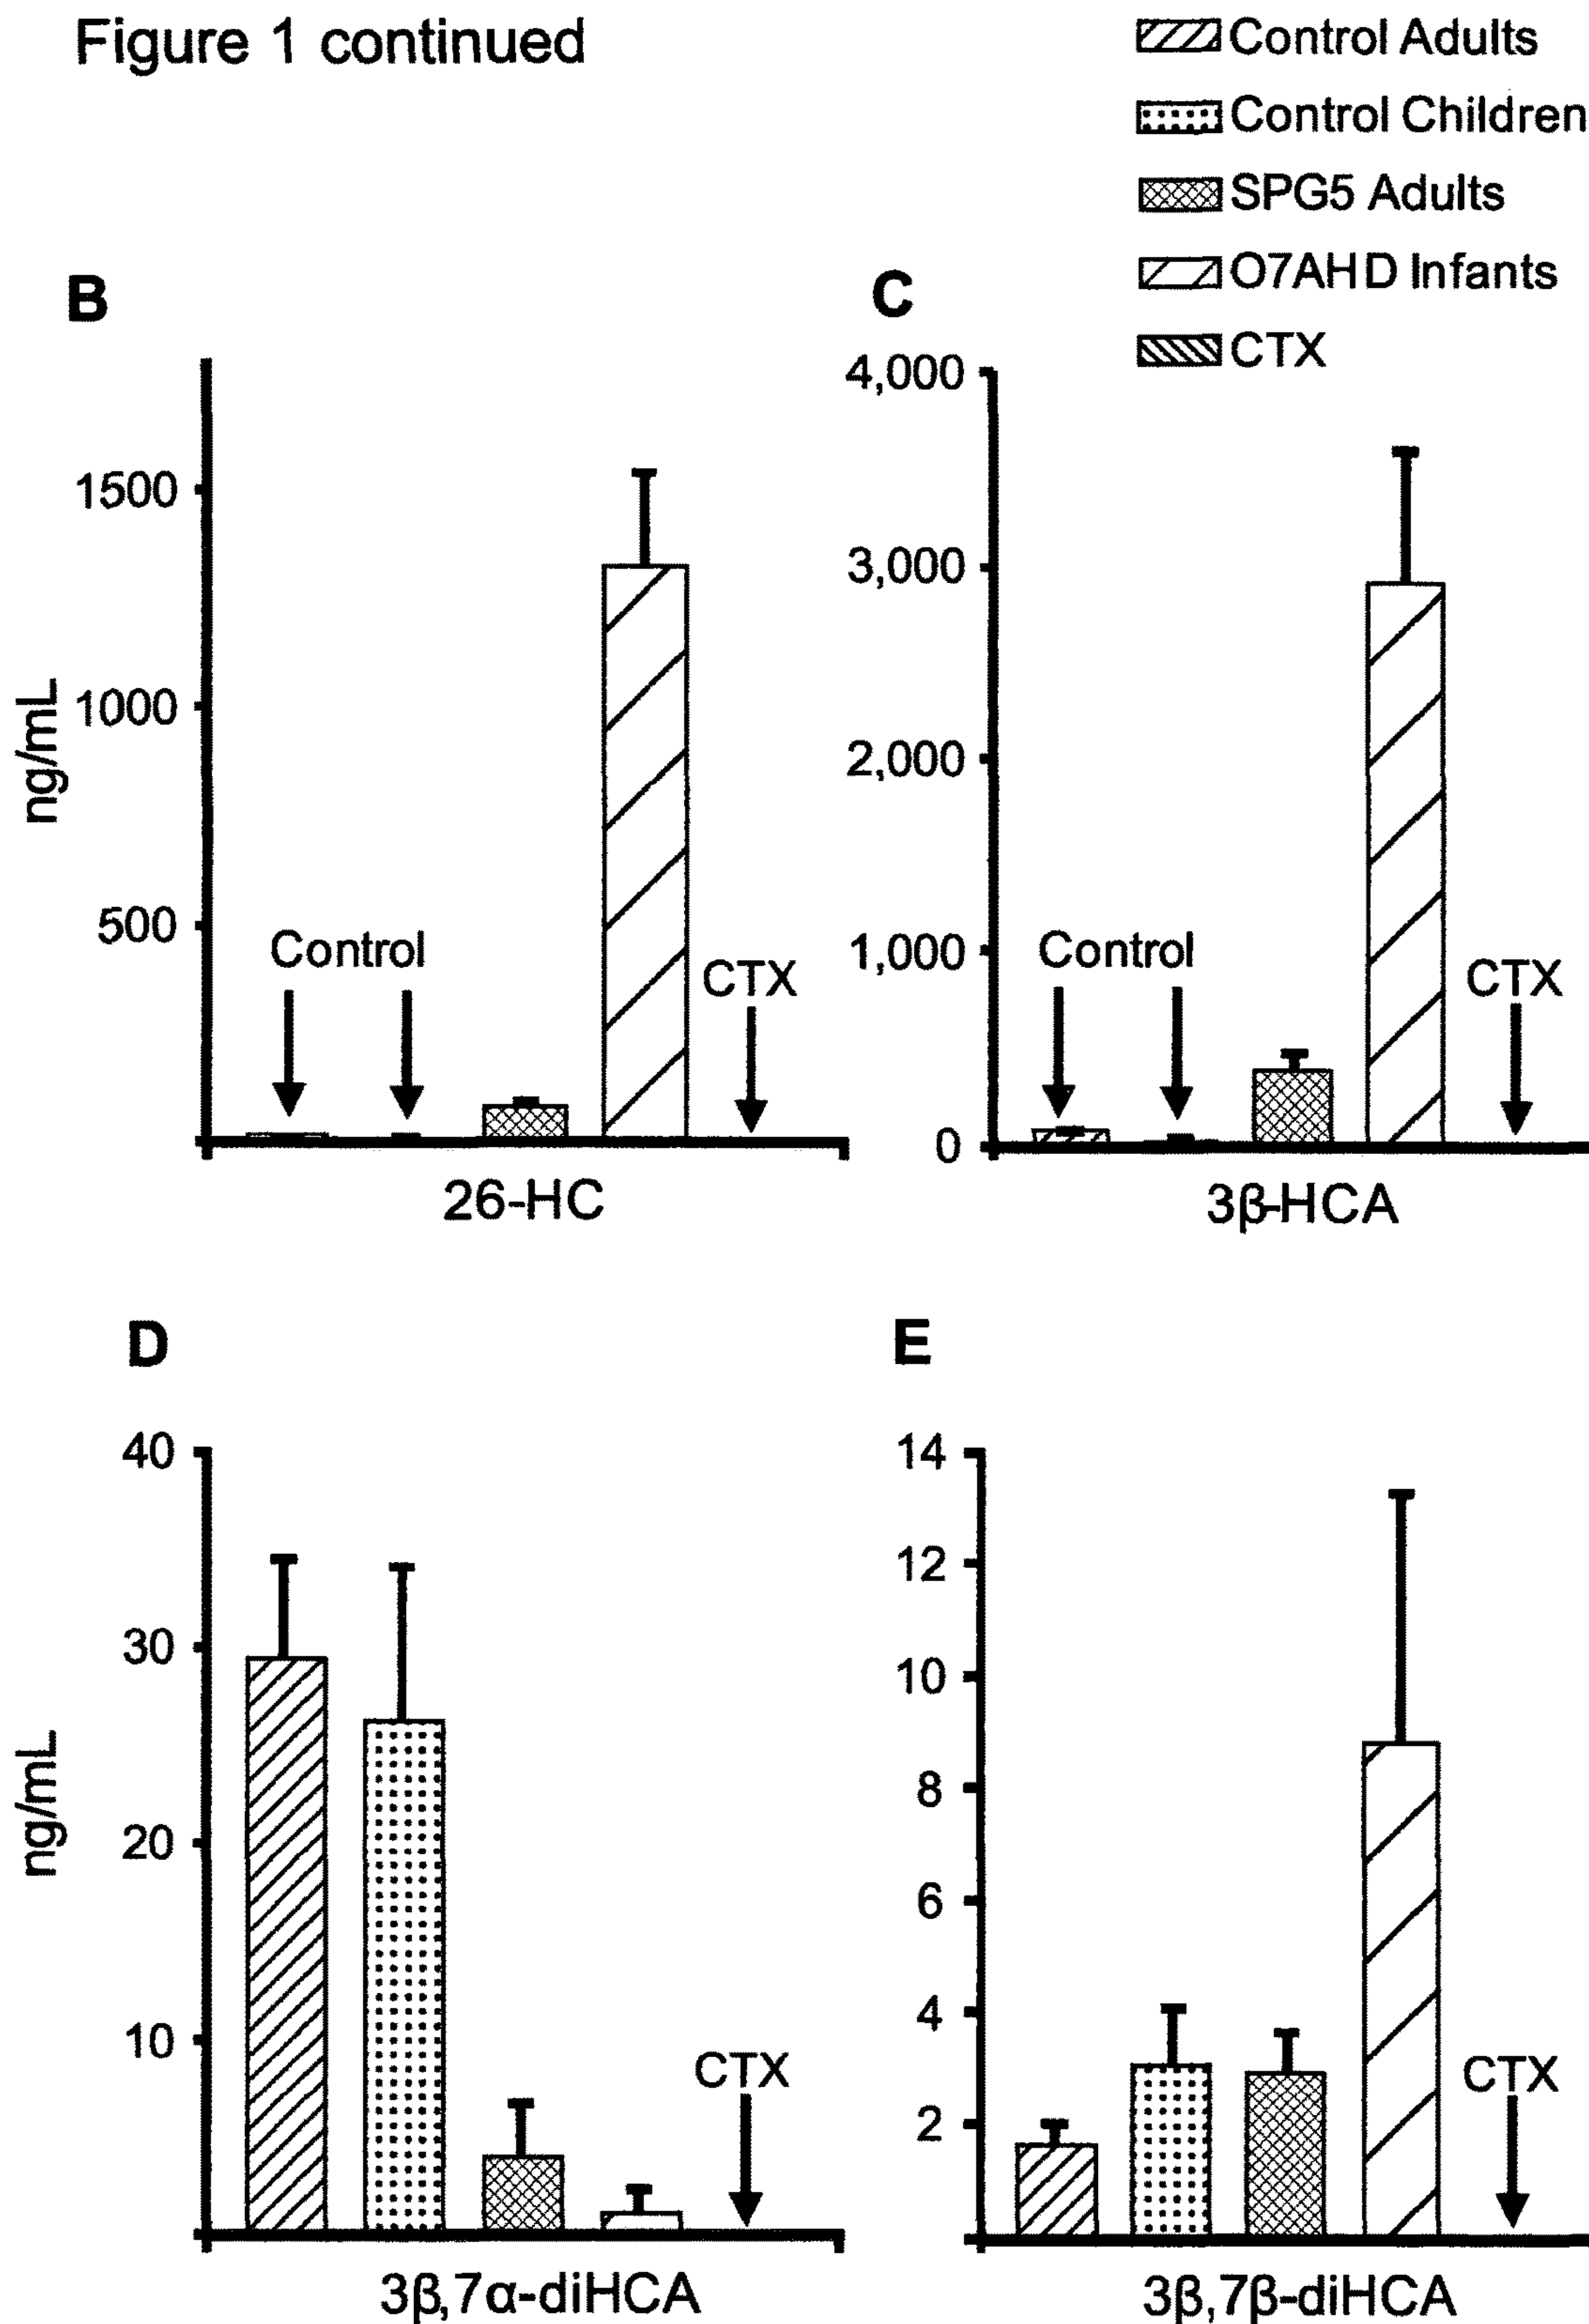 Figure 1 continued
Control Adults
Control Children
SPG5 Adults
O7AHD Infants
CTX
B
ng/mL
1500
1000
500
Control
CTX
26-HC
C
4,000
3,000
2,000
1,000
0
Control
CTX
3β-HCA
D
ng/mL
40
30
20
10
CTX
3β,7α-diHCA
E
14
12
10
8
6
4
2
CTX
3β,7β-diHCA